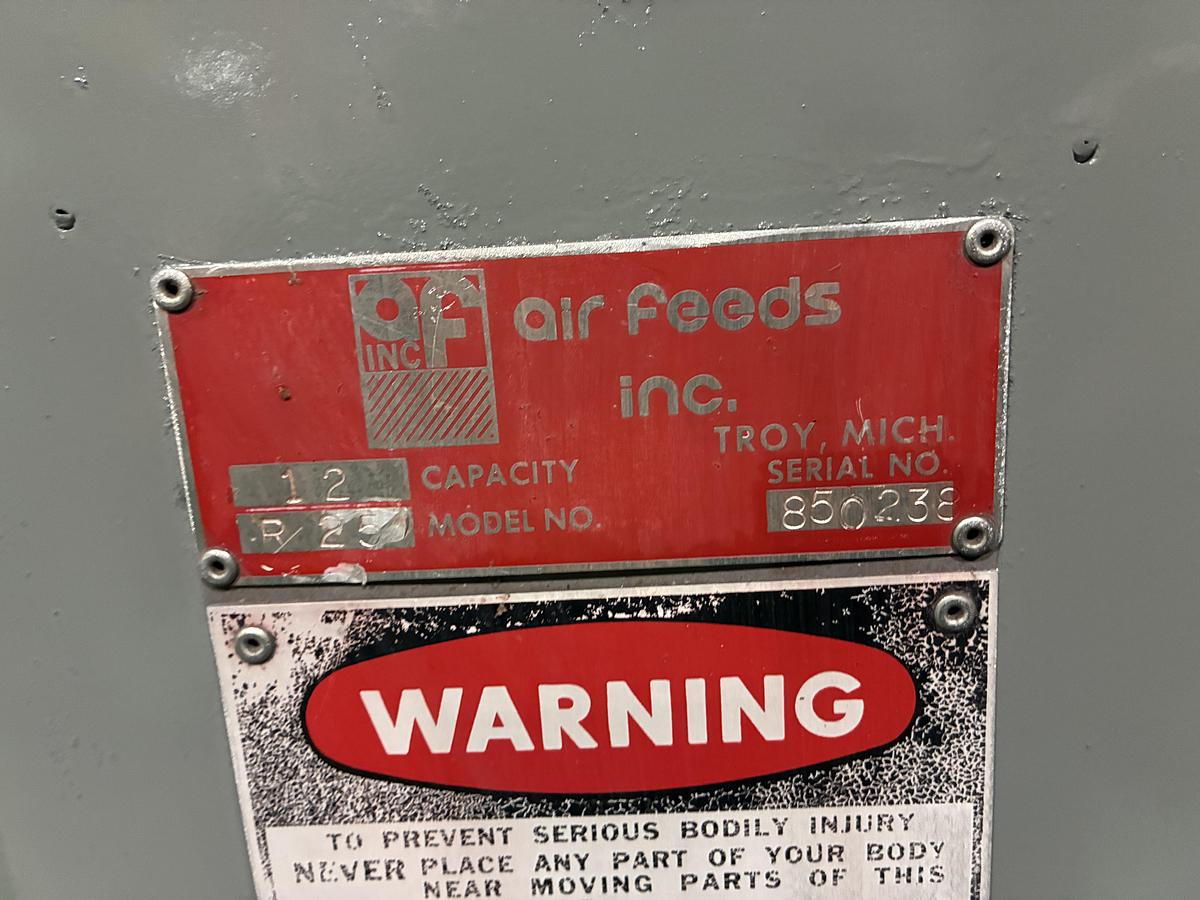 af
INC
air feeds
inc.
TROY, MICH.
12 CAPACITY
SERIAL NO.
MODEL NO.
850238
WARNING
TO PREVENT SERIOUS BODILY INJURY
NEVER PLACE ANY PART OF YOUR BODY
NEAR MOVING PARTS OF THIS